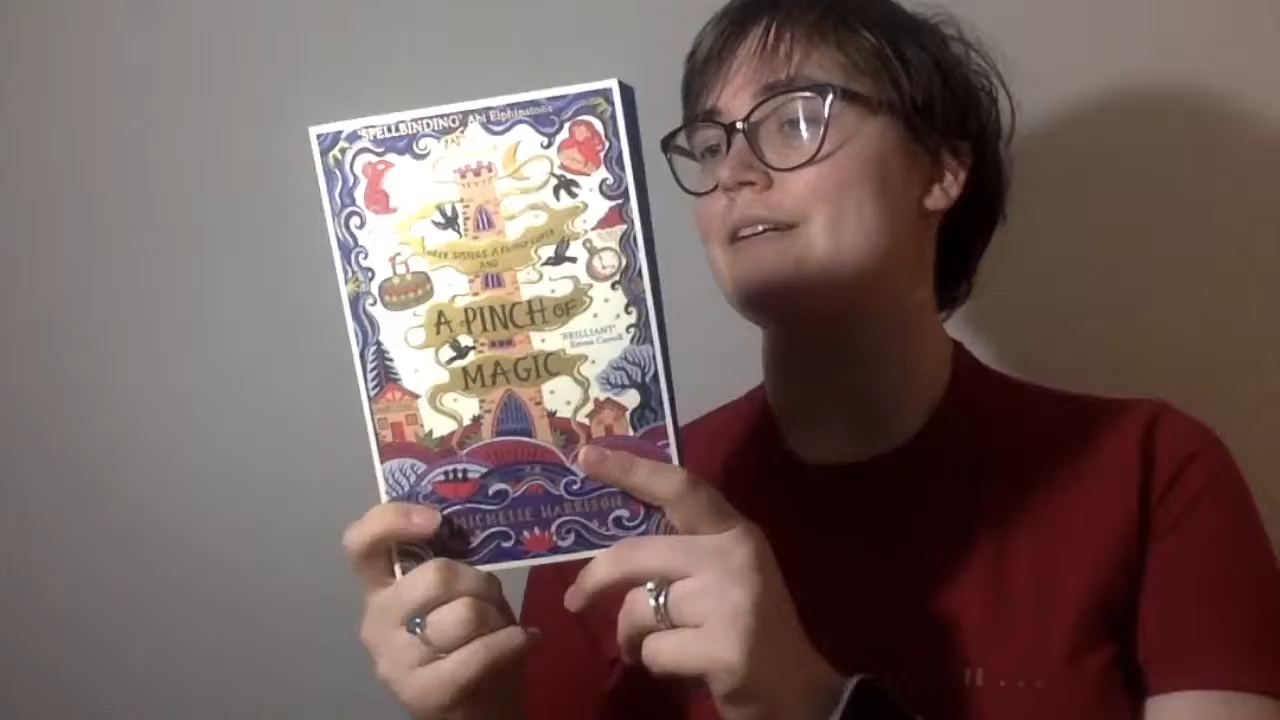 'SPELLBINDING' Abi Elphinstone
THREE SISTERS, A FAMILY CURSE
AND
A PINCH OF
MAGIC
'BRILLIANT'
Emma Carroll
MICHELLE HARRISON